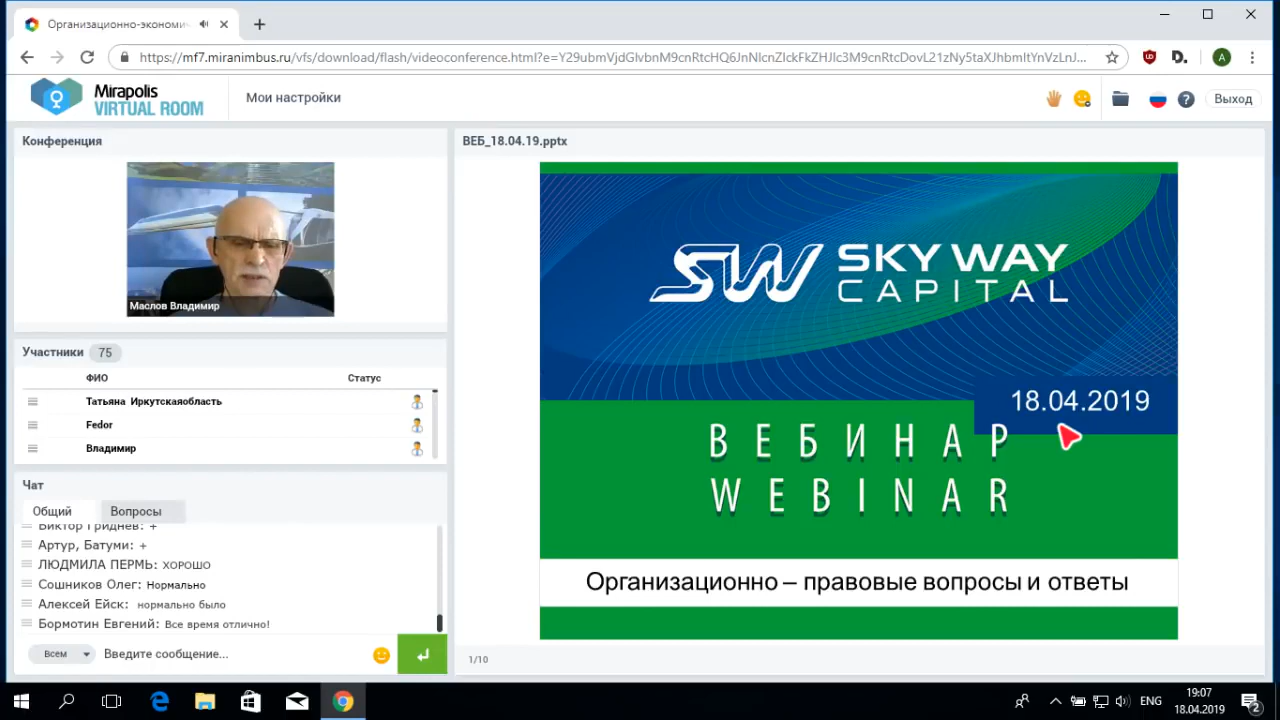 Организационно-экономич
https://mf7.miranimbus.ru/vfs/download/flash/videoconference.html?e=Y29ubmVjdGlvbnM9cnRtcHQ6JnNlcnZlckFkZHJlc3M9cnRtcDovL21zNy5taXJhbmltYnVzLnJ...
Mirapolis
VIRTUAL ROOM
Мои настройки
Выход
Конференция
Маслов Владимир
Участники 75
ФИО Статус
Татьяна Иркутскаяобласть
Fedor
Владимир
Чат
Общий Вопросы
Виктор Гриднев: +
Артур, Батуми: +
ЛЮДМИЛА ПЕРМЬ: ХОРОШО
Сошников Олег: Нормально
Алексей Ейск: нормально было
Бормотин Евгений: Все время отлично!
Всем Введите сообщение...
ВЕБ_18.04.19.pptx
SW SKY WAY
CAPITAL
18.04.2019
ВЕБИНАР
WEBINAR
Организационно – правовые вопросы и ответы
1/10
ENG
19:07
18.04.2019
2